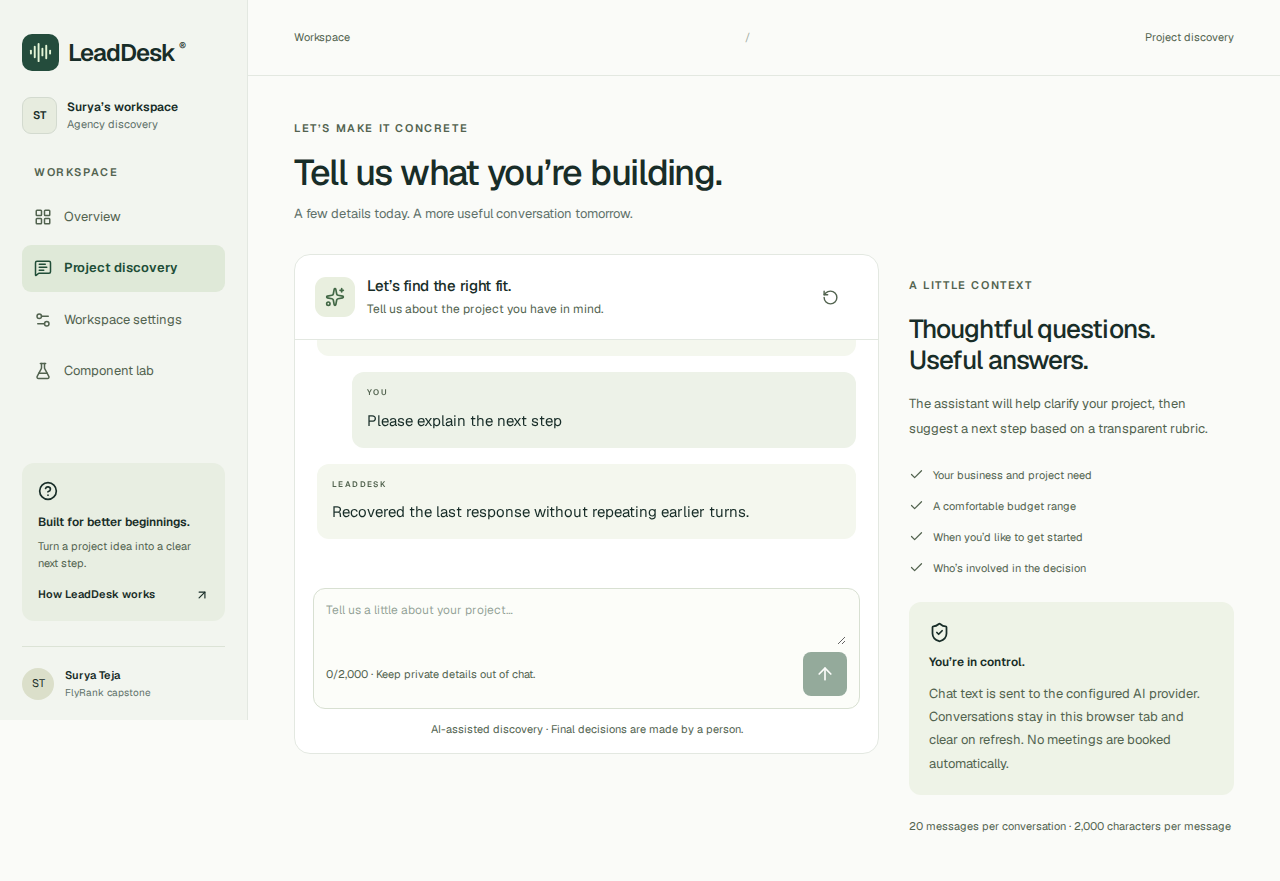 LeadDesk®
ST
Surya's workspace
Agency discovery
WORKSPACE
Overview
Project discovery
Workspace settings
Component lab
Built for better beginnings.
Turn a project idea into a clear
next step.
How LeadDesk works
ST
Surya Teja
FlyRank capstone
Workspace / Project discovery
LET'S MAKE IT CONCRETE
Tell us what you're building.
A few details today. A more useful conversation tomorrow.
Let's find the right fit.
Tell us about the project you have in mind.
YOU
Please explain the next step
LEADDESK
Recovered the last response without repeating earlier turns.
Tell us a little about your project…
0/2,000 · Keep private details out of chat.
AI-assisted discovery · Final decisions are made by a person.
A LITTLE CONTEXT
Thoughtful questions.
Useful answers.
The assistant will help clarify your project, then
suggest a next step based on a transparent rubric.
Your business and project need
A comfortable budget range
When you'd like to get started
Who's involved in the decision
You're in control.
Chat text is sent to the configured AI provider.
Conversations stay in this browser tab and
clear on refresh. No meetings are booked
automatically.
20 messages per conversation · 2,000 characters per message